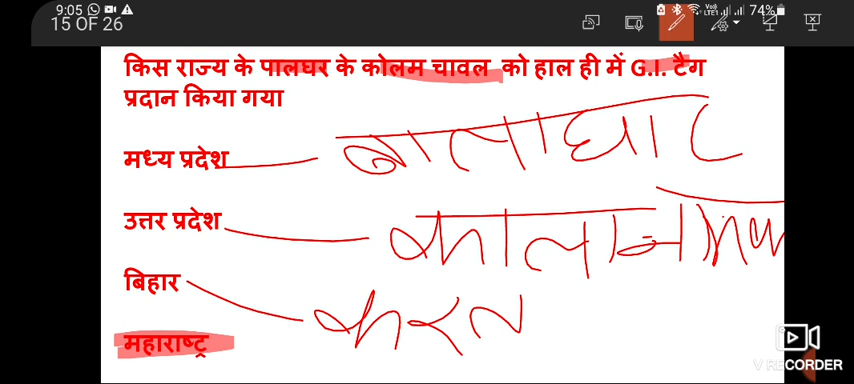 9:05 74%
15 OF 26
किस राज्य के पालघर के कोलम चावल को हाल ही में G.I. टैग
प्रदान किया गया
मध्य प्रदेश बालाघाट
उत्तर प्रदेश
बिहार
महाराष्ट्र
V RECORDER